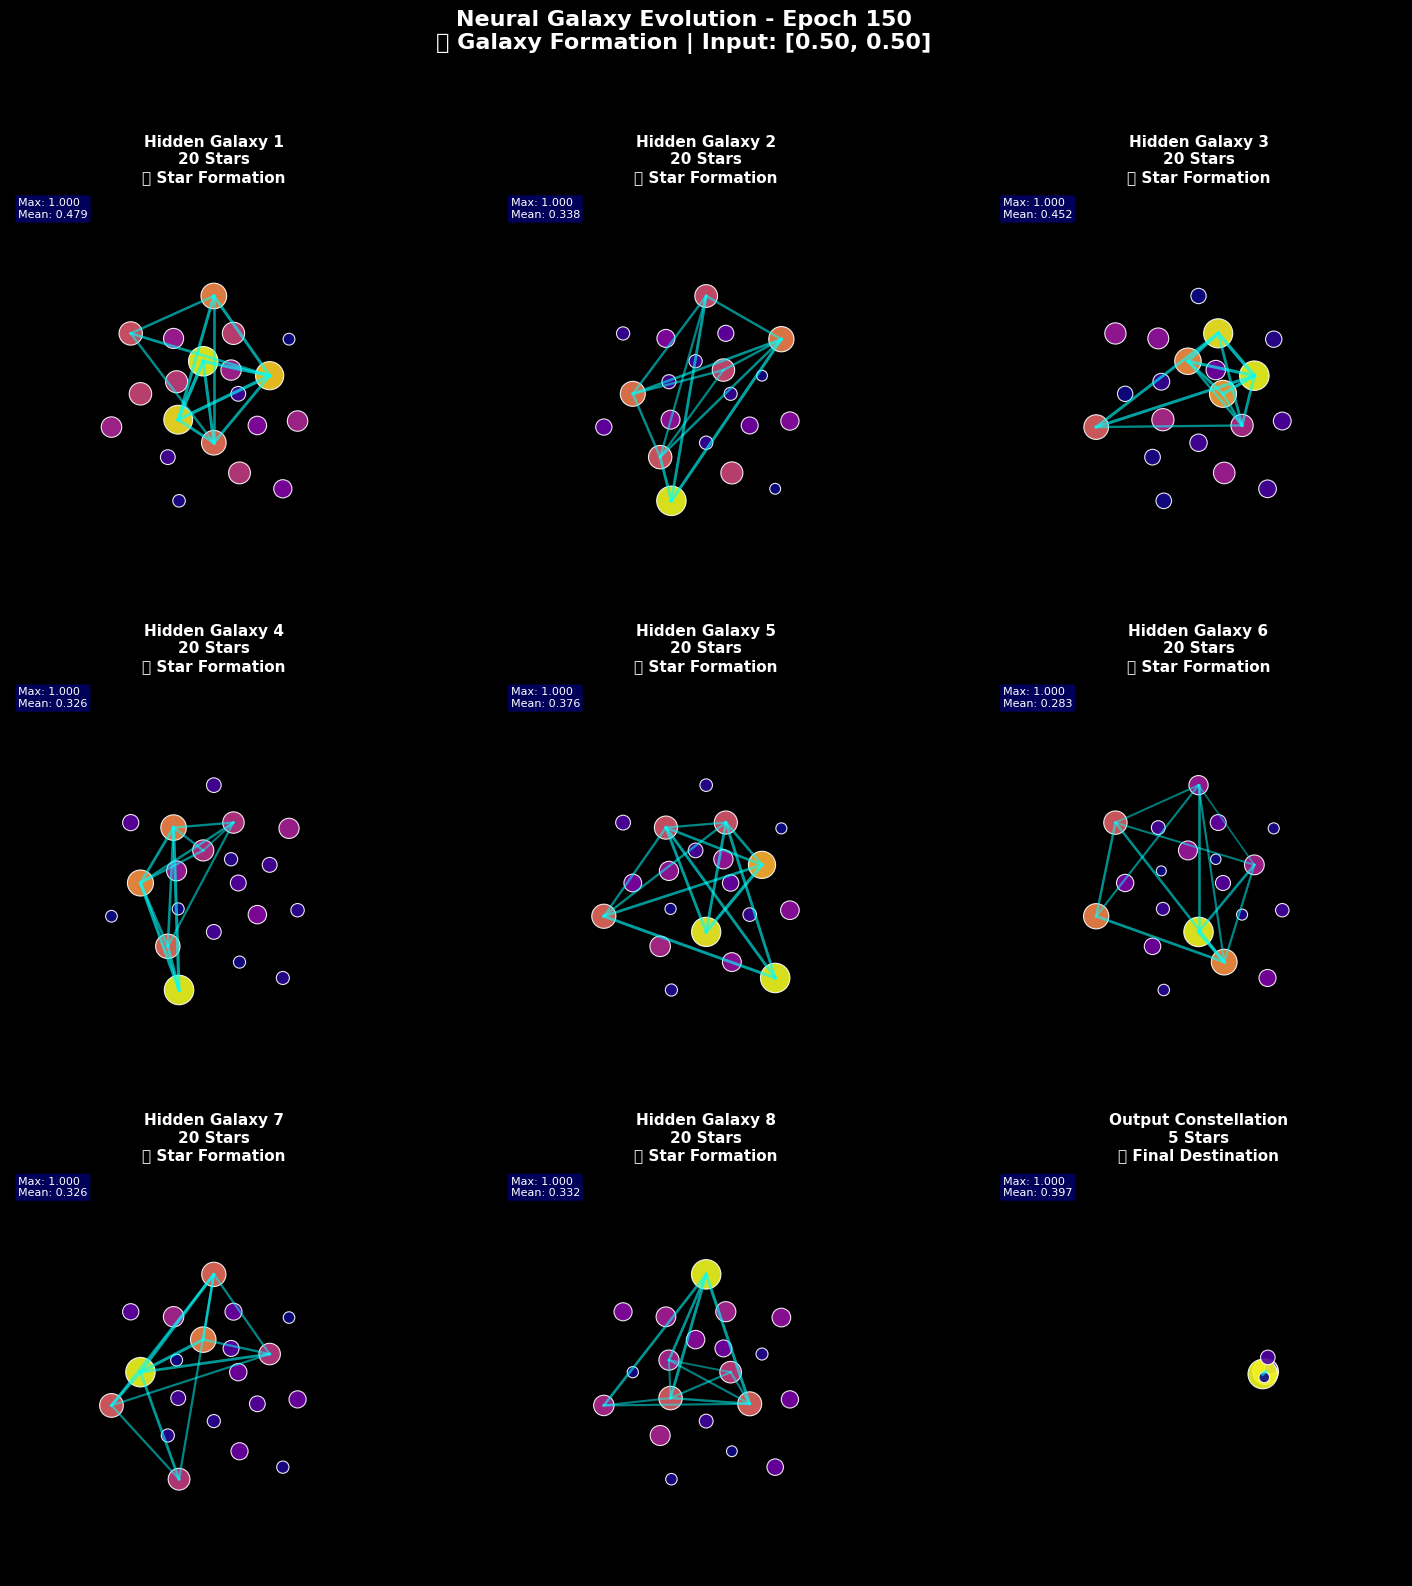 Neural Galaxy Evolution - Epoch 150
▯ Galaxy Formation | Input: [0.50, 0.50]
Hidden Galaxy 1
20 Stars
▯ Star Formation
Max: 1.000
Mean: 0.479
Hidden Galaxy 2
20 Stars
▯ Star Formation
Max: 1.000
Mean: 0.338
Hidden Galaxy 3
20 Stars
▯ Star Formation
Max: 1.000
Mean: 0.452
Hidden Galaxy 4
20 Stars
▯ Star Formation
Max: 1.000
Mean: 0.326
Hidden Galaxy 5
20 Stars
▯ Star Formation
Max: 1.000
Mean: 0.376
Hidden Galaxy 6
20 Stars
▯ Star Formation
Max: 1.000
Mean: 0.283
Hidden Galaxy 7
20 Stars
▯ Star Formation
Max: 1.000
Mean: 0.326
Hidden Galaxy 8
20 Stars
▯ Star Formation
Max: 1.000
Mean: 0.332
Output Constellation
5 Stars
▯ Final Destination
Max: 1.000
Mean: 0.397